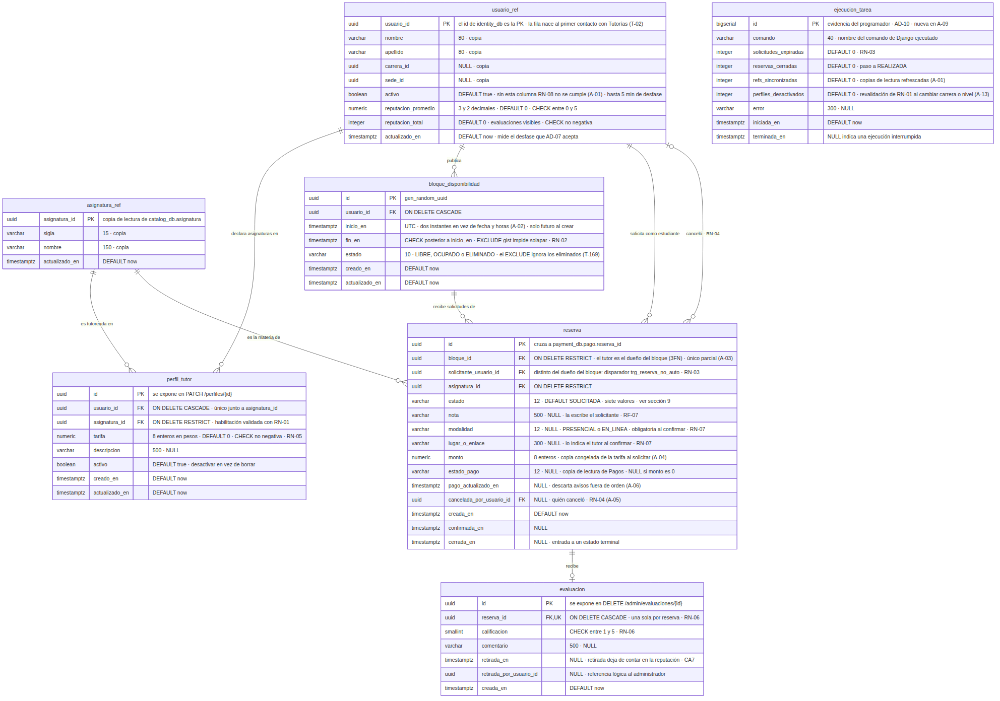 usuario_ref
uuid usuario_id PK el id de identity_db es la PK · la fila nace al primer contacto con Tutorías (T-02)
varchar nombre 80 · copia
varchar apellido 80 · copia
uuid carrera_id NULL · copia
uuid sede_id NULL · copia
boolean activo DEFAULT true · sin esta columna RN-08 no se cumple (A-01) · hasta 5 min de desfase
numeric reputacion_promedio 3 y 2 decimales · DEFAULT 0 · CHECK entre 0 y 5
integer reputacion_total DEFAULT 0 · evaluaciones visibles · CHECK no negativa
timestamptz actualizado_en DEFAULT now · mide el desfase que AD-07 acepta
ejecucion_tarea
bigserial id PK evidencia del programador · AD-10 · nueva en A-09
varchar comando 40 · nombre del comando de Django ejecutado
integer solicitudes_expiradas DEFAULT 0 · RN-03
integer reservas_cerradas DEFAULT 0 · paso a REALIZADA
integer refs_sincronizadas DEFAULT 0 · copias de lectura refrescadas (A-01)
integer perfiles_desactivados DEFAULT 0 · revalidación de RN-01 al cambiar carrera o nivel (A-13)
varchar error 300 · NULL
timestamptz iniciada_en DEFAULT now
timestamptz terminada_en NULL indica una ejecución interrumpida
publica
bloque_disponibilidad
uuid id PK gen_random_uuid
uuid usuario_id FK ON DELETE CASCADE
timestamptz inicio_en UTC · dos instantes en vez de fecha y horas (A-02) · solo futuro al crear
timestamptz fin_en CHECK posterior a inicio_en · EXCLUDE gist impide solapar · RN-02
varchar estado 10 · LIBRE, OCUPADO o ELIMINADO · el EXCLUDE ignora los eliminados (T-169)
timestamptz creado_en DEFAULT now
timestamptz actualizado_en DEFAULT now
asignatura_ref
uuid asignatura_id PK copia de lectura de catalog_db.asignatura
varchar sigla 15 · copia
varchar nombre 150 · copia
timestamptz actualizado_en DEFAULT now
declara asignaturas en
solicita como estudiante
canceló · RN-04
recibe solicitudes de
es tutoreada en
es la materia de
reserva
uuid id PK cruza a payment_db.pago.reserva_id
uuid bloque_id FK ON DELETE RESTRICT · el tutor es el dueño del bloque (3FN) · único parcial (A-03)
uuid solicitante_usuario_id FK distinto del dueño del bloque: disparador trg_reserva_no_auto · RN-03
uuid asignatura_id FK ON DELETE RESTRICT
varchar estado 12 · DEFAULT SOLICITADA · siete valores · ver sección 9
varchar nota 500 · NULL · la escribe el solicitante · RF-07
varchar modalidad 12 · NULL · PRESENCIAL o EN_LINEA · obligatoria al confirmar · RN-07
varchar lugar_o_enlace 300 · NULL · lo indica el tutor al confirmar · RN-07
numeric monto 8 enteros · copia congelada de la tarifa al solicitar (A-04)
varchar estado_pago 12 · NULL · copia de lectura de Pagos · NULL si monto es 0
timestamptz pago_actualizado_en NULL · descarta avisos fuera de orden (A-06)
uuid cancelada_por_usuario_id FK NULL · quién canceló · RN-04 (A-05)
timestamptz creada_en DEFAULT now
timestamptz confirmada_en NULL
timestamptz cerrada_en NULL · entrada a un estado terminal
perfil_tutor
uuid id PK se expone en PATCH /perfiles/{id}
uuid usuario_id FK ON DELETE CASCADE · único junto a asignatura_id
uuid asignatura_id FK ON DELETE RESTRICT · habilitación validada con RN-01
numeric tarifa 8 enteros en pesos · DEFAULT 0 · CHECK no negativa · RN-05
varchar descripcion 500 · NULL
boolean activo DEFAULT true · desactivar en vez de borrar
timestamptz creado_en DEFAULT now
timestamptz actualizado_en DEFAULT now
recibe
evaluacion
uuid id PK se expone en DELETE /admin/evaluaciones/{id}
uuid reserva_id FK,UK ON DELETE CASCADE · una sola por reserva · RN-06
smallint calificacion CHECK entre 1 y 5 · RN-06
varchar comentario 500 · NULL
timestamptz retirada_en NULL · retirada deja de contar en la reputación · CA7
uuid retirada_por_usuario_id NULL · referencia lógica al administrador
timestamptz creada_en DEFAULT now